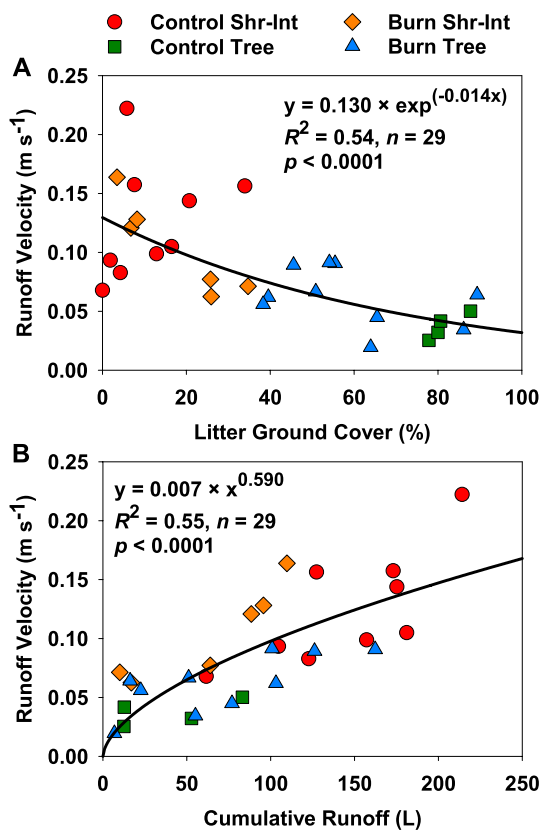 Control Shr-Int Burn Shr-Int
Control Tree Burn Tree
A
0.25
0.20
0.15
0.10
0.05
0.00
Runoff Velocity (m s⁻¹)
y = 0.130 × exp(-0.014x)
R² = 0.54, n = 29
p < 0.0001
0 20 40 60 80 100
Litter Ground Cover (%)
B
0.25
0.20
0.15
0.10
0.05
0.00
Runoff Velocity (m s⁻¹)
y = 0.007 × x^0.590
R² = 0.55, n = 29
p < 0.0001
0 50 100 150 200 250
Cumulative Runoff (L)